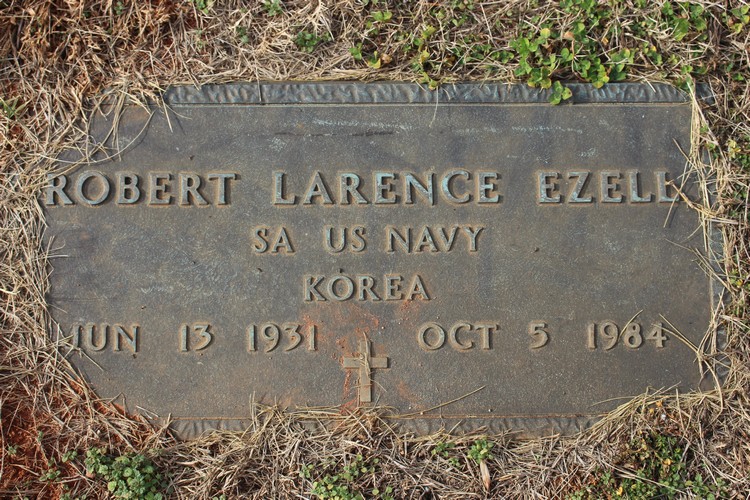 ROBERT LARENCE EZELL
SA US NAVY
KOREA
JUN 13 1931 OCT 5 1984